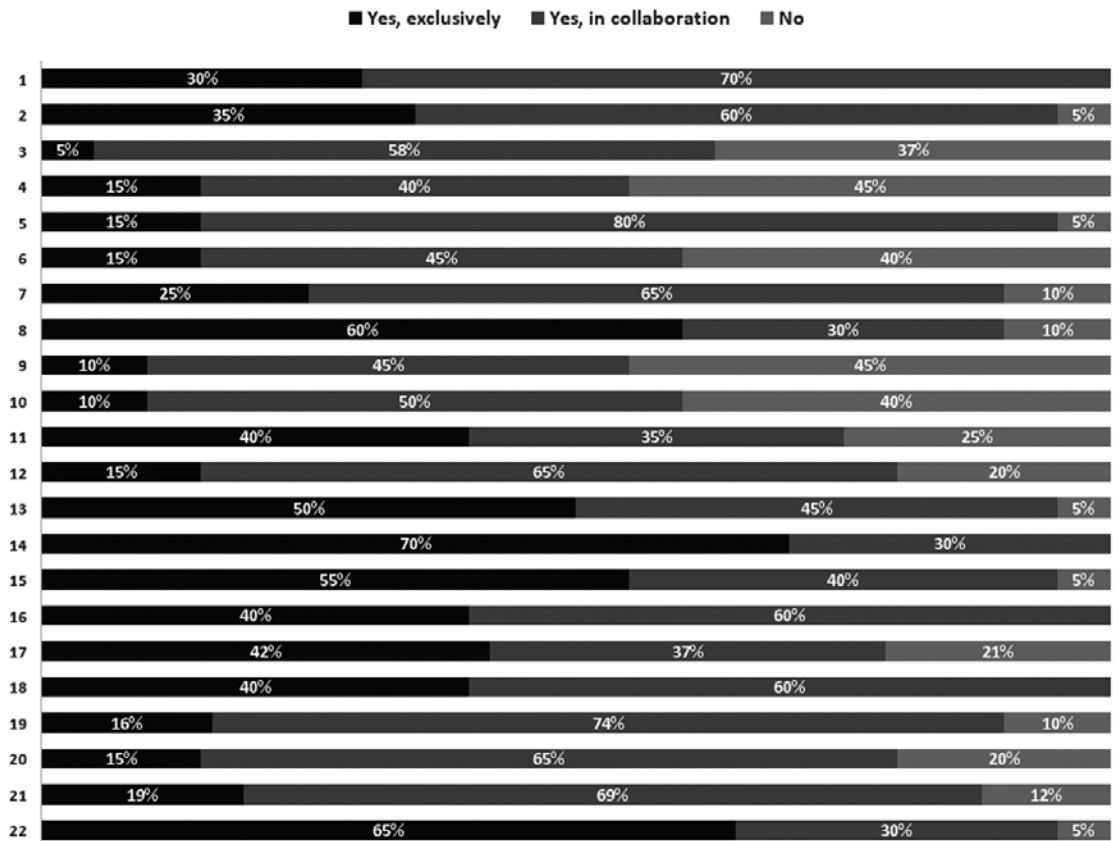 Yes, exclusively Yes, in collaboration No
1 30% 70%
2 35% 60% 5%
3 5% 58% 37%
4 15% 40% 45%
5 15% 80% 5%
6 15% 45% 40%
7 25% 65% 10%
8 60% 30% 10%
9 10% 45% 45%
10 10% 50% 40%
11 40% 35% 25%
12 15% 65% 20%
13 50% 45% 5%
14 70% 30%
15 55% 40% 5%
16 40% 60%
17 42% 37% 21%
18 40% 60%
19 16% 74% 10%
20 15% 65% 20%
21 19% 69% 12%
22 65% 30% 5%